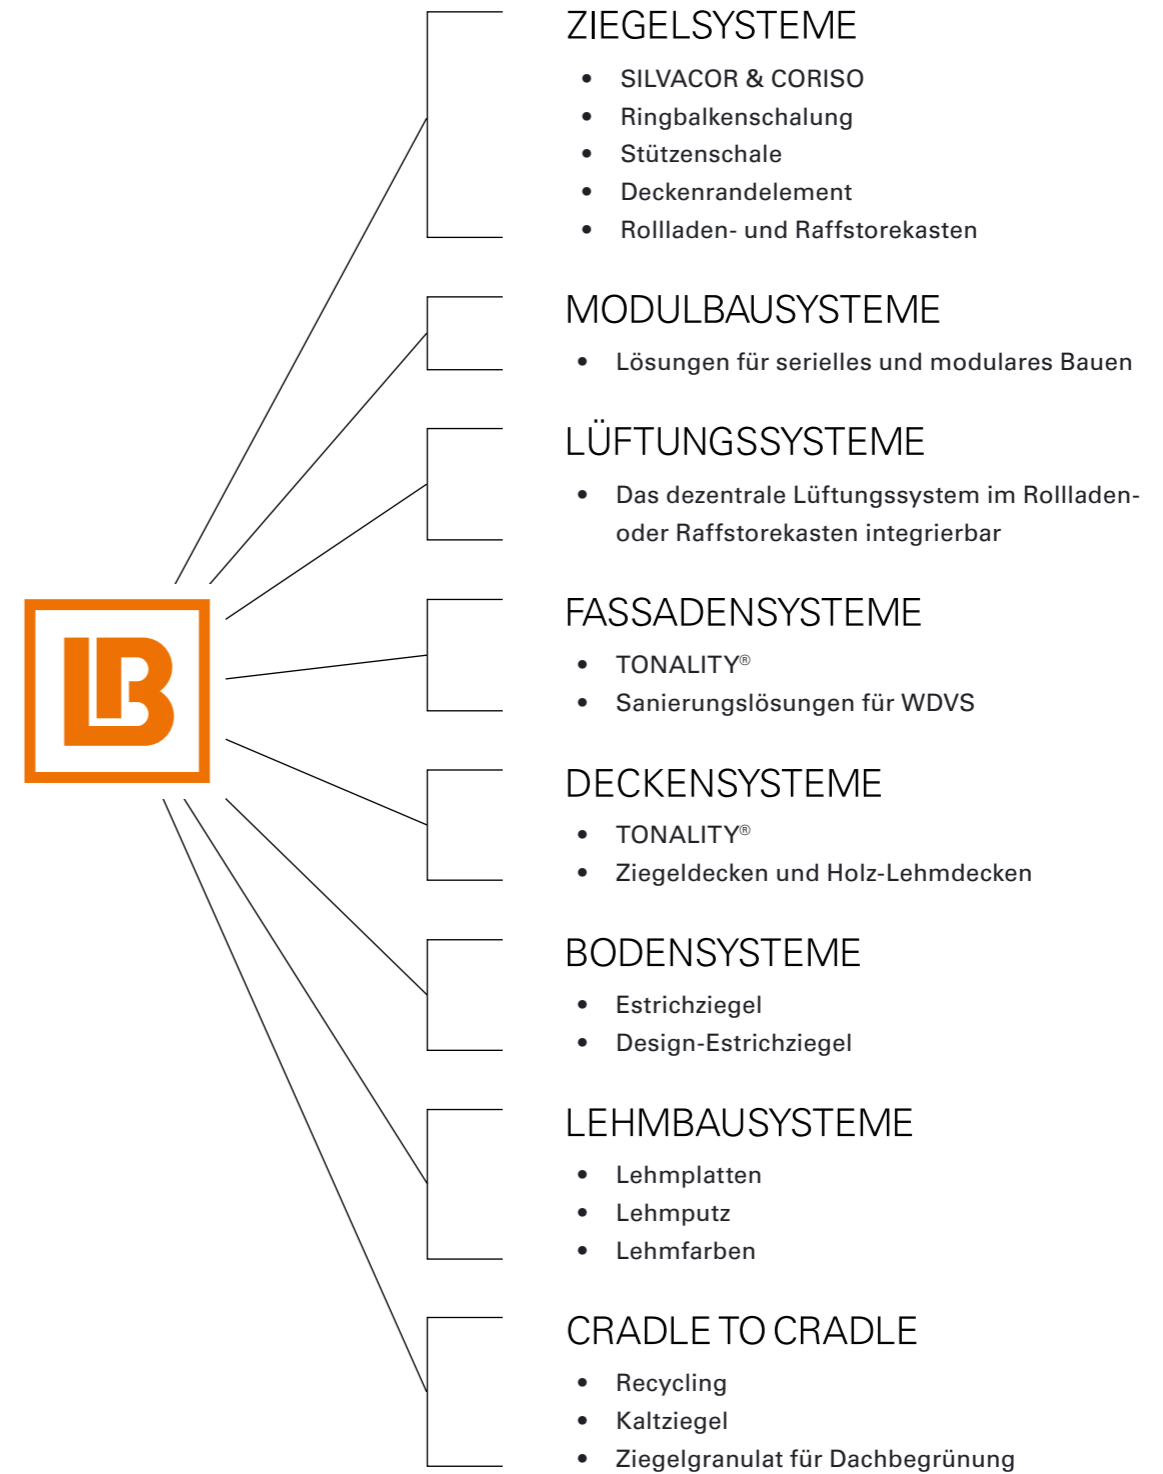 ZIEGELSYSTEME
• SILVACOR & CORISO
• Ringbalkenschalung
• Stützenschale
• Deckenrandelement
• Rollladen- und Raffstorekasten
MODULBAUSYSTEME
• Lösungen für serielles und modulares Bauen
LÜFTUNGSSYSTEME
• Das dezentrale Lüftungssystem im Rollladen-
oder Raffstorekasten integrierbar
LB
FASSADENSYSTEME
• TONALITY®
• Sanierungslösungen für WDVS
DECKENSYSTEME
• TONALITY®
• Ziegeldecken und Holz-Lehmdecken
BODENSYSTEME
• Estrichziegel
• Design-Estrichziegel
LEHMBAUSYSTEME
• Lehmplatten
• Lehmputz
• Lehmfarben
CRADLE TO CRADLE
• Recycling
• Kaltziegel
• Ziegelgranulat für Dachbegrünung